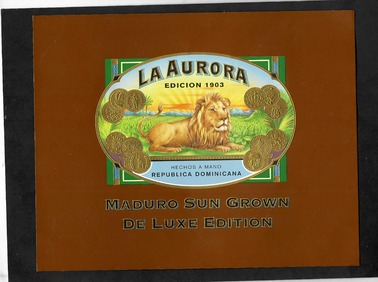 LA AURORA
EDICION 1903
HECHOS A MANO
REPUBLICA DOMINICANA
MADURO SUN GROWN
DE LUXE EDITION